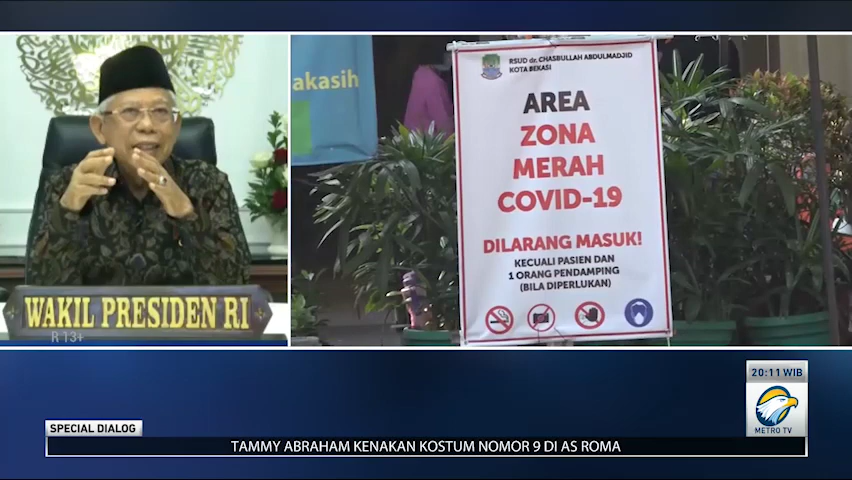 WAKIL PRESIDEN RI
R 13+
akasih
RSUD dr. CHASBULLAH ABDULMADJID
KOTA BEKASI
AREA
ZONA
MERAH
COVID-19
DILARANG MASUK!
KECUALI PASIEN DAN
1 ORANG PENDAMPING
(BILA DIPERLUKAN)
20:11 WIB
METRO TV
SPECIAL DIALOG
TAMMY ABRAHAM KENAKAN KOSTUM NOMOR 9 DI AS ROMA